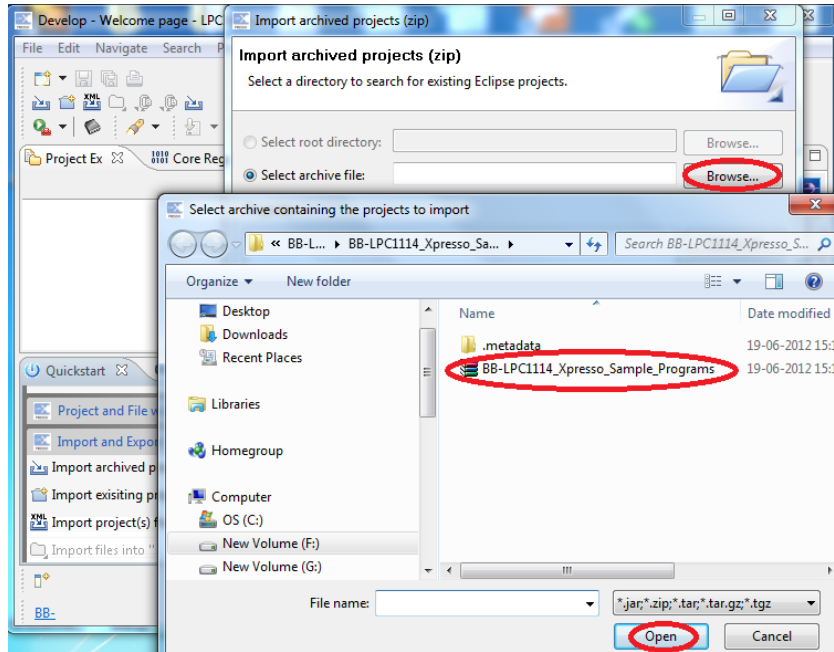 Develop - Welcome page - LPC
Import archived projects (zip)
File Edit Navigate Search P
Import archived projects (zip)
Select a directory to search for existing Eclipse projects.
Select root directory:
Browse...
Project Ex
Core Reg
Select archive file:
Browse...
Select archive containing the projects to import
« BB-L... BB-LPC1114_Xpresso_Sa...
Search BB-LPC1114_Xpresso_S...
Organize
New folder
Desktop
Downloads
Recent Places
Libraries
Homegroup
Computer
OS (C:)
New Volume (F:)
New Volume (G:)
Name
Date modified
.metadata
19-06-2012 15:1
BB-LPC1114_Xpresso_Sample_Programs
19-06-2012 15:1
Quickstart
Project and File w
Import and Expor
Import archived p
Import exisiting pr
Import project(s) f
Import files into "
BB-
File name:
*.jar;*.zip;*.tar;*.tar.gz;*.tgz
Open
Cancel